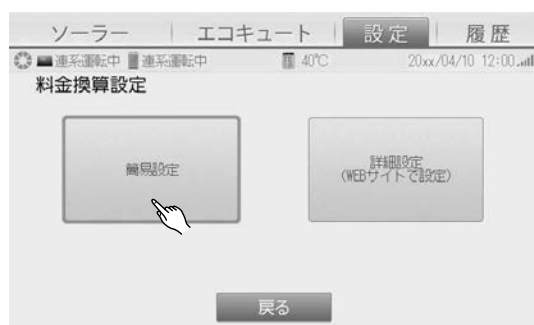 ソーラー エコキュート 設定 履歴
連系運転中 連系運転中 40℃ 20xx/04/10 12:00
料金換算設定
簡易設定
詳細設定
(WEBサイトで設定)
戻る